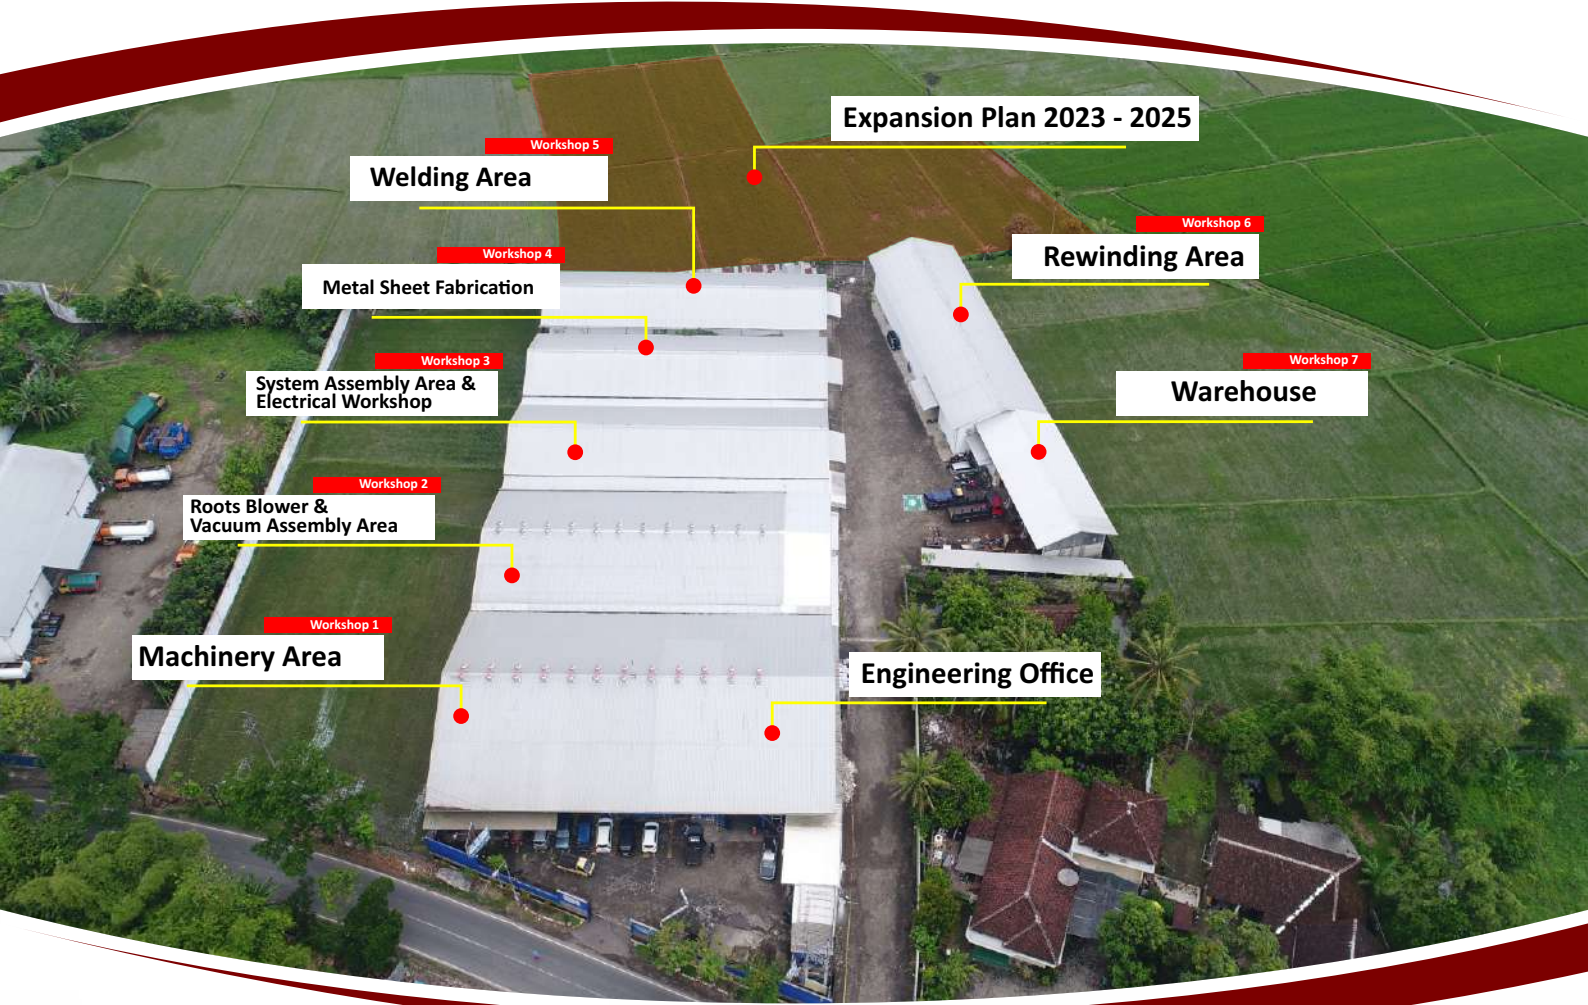 Expansion Plan 2023 - 2025
Workshop 5
Welding Area
Workshop 6
Rewinding Area
Workshop 4
Metal Sheet Fabrication
Workshop 3
System Assembly Area &
Electrical Workshop
Workshop 7
Warehouse
Workshop 2
Roots Blower &
Vacuum Assembly Area
Workshop 1
Machinery Area
Engineering Office